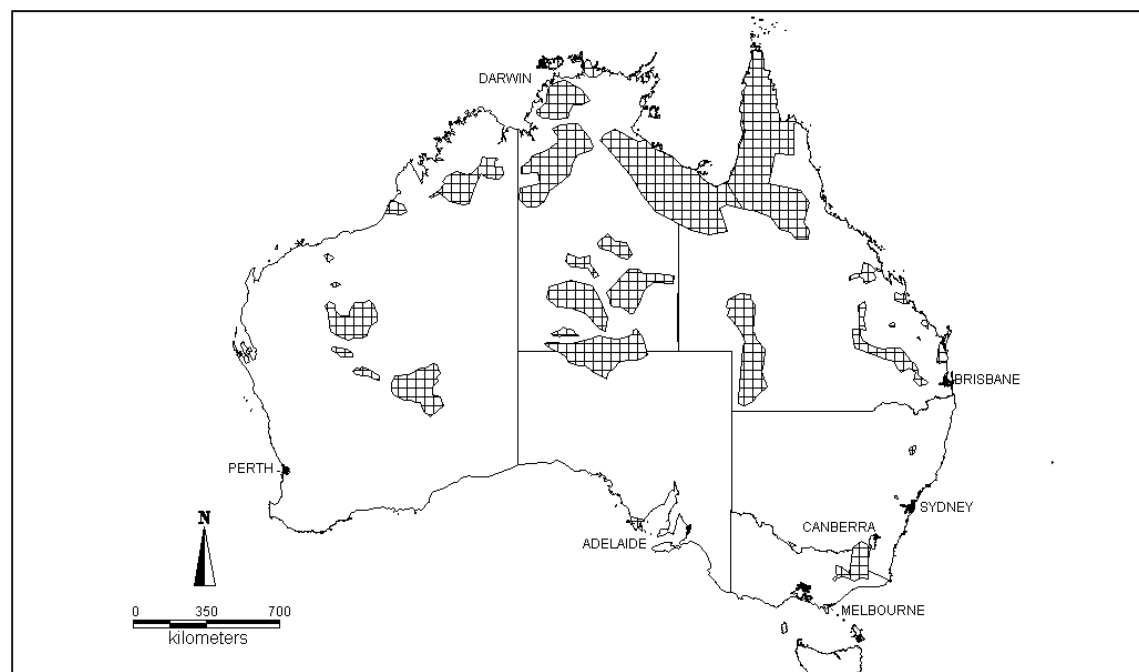 DARWIN
BRISBANE
PERTH
SYDNEY
N
CANBERRA
ADELAIDE
0 350 700
kilometers
MELBOURNE